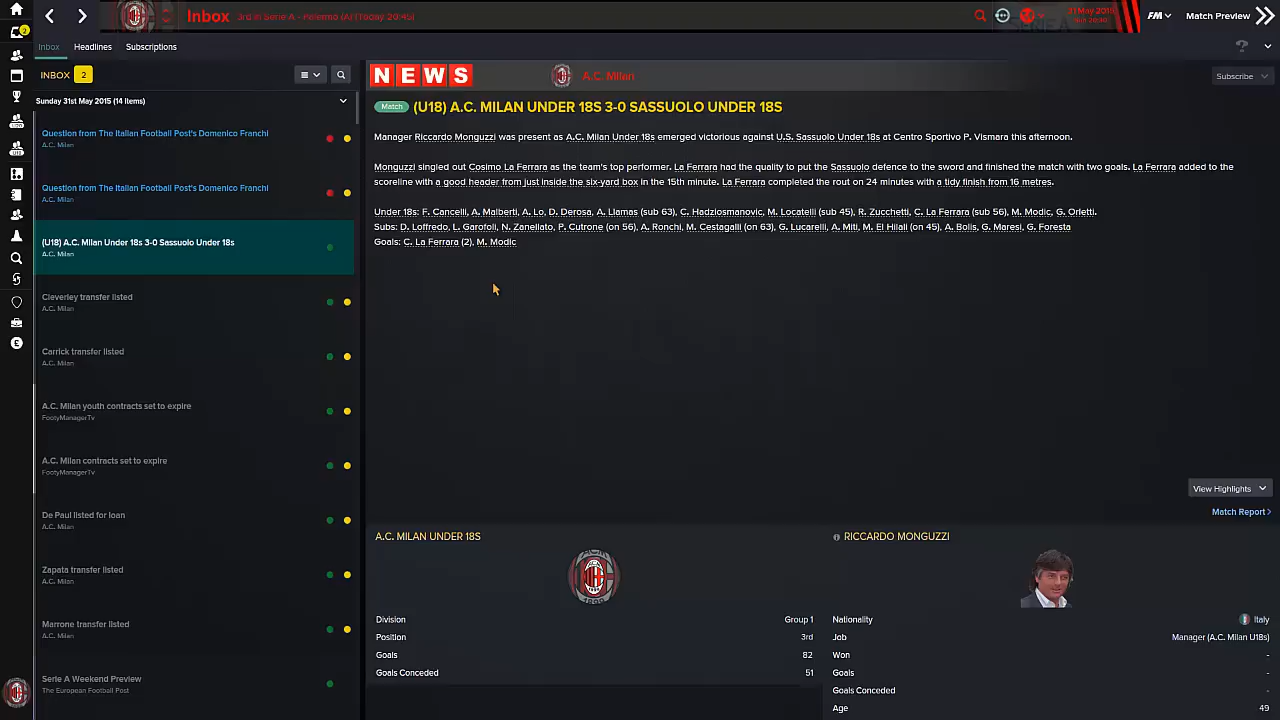 Inbox
3rd in Serie A - Palermo (A)(Today 20:45)
31 May 2015
FM
Match Preview
2
Inbox
Headlines
Subscriptions
INBOX 2
Sunday 31st May 2015 (14 items)
Question from The Italian Football Post's Domenico Franchi
A.C. Milan
Question from The Italian Football Post's Domenico Franchi
A.C. Milan
(U18) A.C. Milan Under 18s 3-0 Sassuolo Under 18s
A.C. Milan
Cleverley transfer listed
A.C. Milan
Carrick transfer listed
A.C. Milan
A.C. Milan youth contracts set to expire
FootyManagerTv
A.C. Milan contracts set to expire
FootyManagerTv
De Paul listed for loan
A.C. Milan
Zapata transfer listed
A.C. Milan
Marrone transfer listed
A.C. Milan
Serie A Weekend Preview
The European Football Post
NEWS
A.C. Milan
Subscribe
Match (U18) A.C. MILAN UNDER 18S 3-0 SASSUOLO UNDER 18S
Manager Riccardo Monguzzi was present as A.C. Milan Under 18s emerged victorious against U.S. Sassuolo Under 18s at Centro Sportivo P. Vismara this afternoon.
Monguzzi singled out Cosimo La Ferrara as the team's top performer. La Ferrara had the quality to put the Sassuolo defence to the sword and finished the match with two goals. La Ferrara added to the
scoreline with a good header from just inside the six-yard box in the 15th minute. La Ferrara completed the rout on 24 minutes with a tidy finish from 16 metres.
Under 18s: F. Cancelli, A. Malberti, A. Lo, D. Derosa, A. Llamas (sub 63), C. Hadziosmanovic, M. Locatelli (sub 45), R. Zucchetti, C. La Ferrara (sub 56), M. Modic, G. Orletti.
Subs: D. Loffredo, L. Garofoli, N. Zanellato, P. Cutrone (on 56), A. Ronchi, M. Cestagalli (on 63), G. Lucarelli, A. Miti, M. El Hilali (on 45), A. Bolis, G. Maresi, G. Foresta
Goals: C. La Ferrara (2), M. Modic
View Highlights
Match Report
A.C. MILAN UNDER 18S
Division Group 1
Position 3rd
Goals 82
Goals Conceded 51
RICCARDO MONGUZZI
Nationality Italy
Job Manager (A.C. Milan U18s)
Won -
Goals -
Goals Conceded -
Age 49